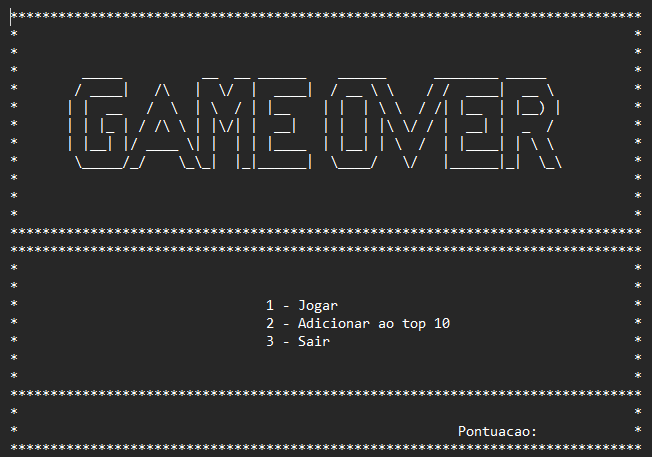 GAME OVER
1 - Jogar
2 - Adicionar ao top 10
3 - Sair
Pontuacao: